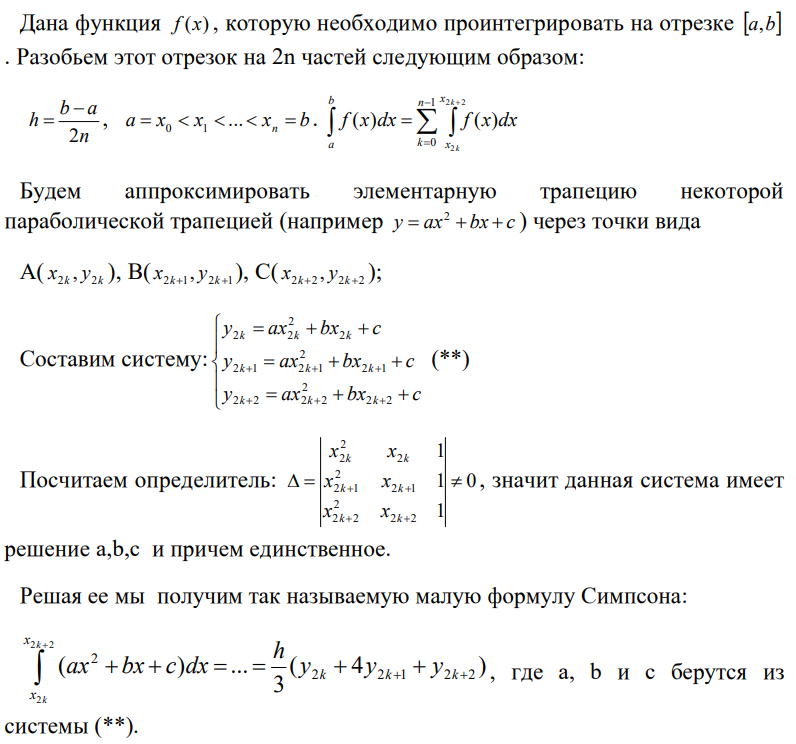 Дана функция f(x), которую необходимо проинтегрировать на отрезке [a,b]
. Разобьем этот отрезок на 2n частей следующим образом:
h = \frac{b-a}{2n}, a = x_0 < x_1 < ... < x_n = b. \int_a^b f(x)dx = \sum_{k=0}^{n-1} \int_{x_{2k}}^{x_{2k+2}} f(x)dx
Будем аппроксимировать элементарную трапецию некоторой
параболической трапецией (например y = ax^2 + bx + c) через точки вида
A(x_{2k}, y_{2k}), B(x_{2k+1}, y_{2k+1}), C(x_{2k+2}, y_{2k+2});
Составим систему: \begin{cases} y_{2k} = ax_{2k}^2 + bx_{2k} + c \\ y_{2k+1} = ax_{2k+1}^2 + bx_{2k+1} + c \\ y_{2k+2} = ax_{2k+2}^2 + bx_{2k+2} + c \end{cases} (**)
Посчитаем определитель: \Delta = \begin{vmatrix} x_{2k}^2 & x_{2k} & 1 \\ x_{2k+1}^2 & x_{2k+1} & 1 \\ x_{2k+2}^2 & x_{2k+2} & 1 \end{vmatrix} \neq 0, значит данная система имеет
решение a,b,c и причем единственное.
Решая ее мы получим так называемую малую формулу Симпсона:
\int_{x_{2k}}^{x_{2k+2}} (ax^2 + bx + c)dx = ... = \frac{h}{3}(y_{2k} + 4y_{2k+1} + y_{2k+2}), где a, b и c берутся из
системы (**).